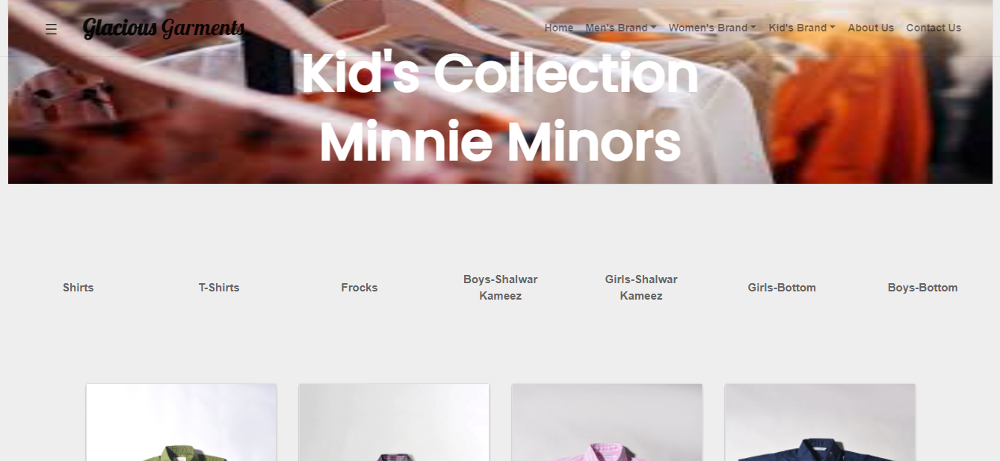 ☰ Glacious Garments
Home Men's Brand Women's Brand Kid's Brand About Us Contact Us
Kid's Collection
Minnie Minors
Shirts
T-Shirts
Frocks
Boys-Shalwar
Kameez
Girls-Shalwar
Kameez
Girls-Bottom
Boys-Bottom